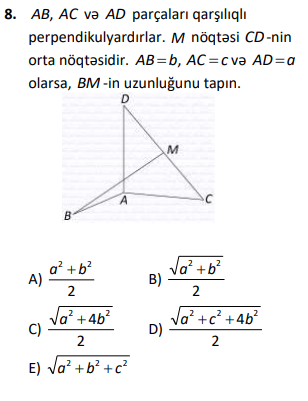 8. AB, AC və AD parçaları qarşılıqlı
perpendikulyardırlar. M nöqtəsi CD-nin
orta nöqtəsidir. AB=b, AC=c və AD=a
olarsa, BM-in uzunluğunu tapın.
D
M
A
C
B
A) (a² + b²)/2 B) √(a² + b²)/2
C) √(a² + 4b²)/2 D) √(a² + c² + 4b²)/2
E) √(a² + b² + c²)